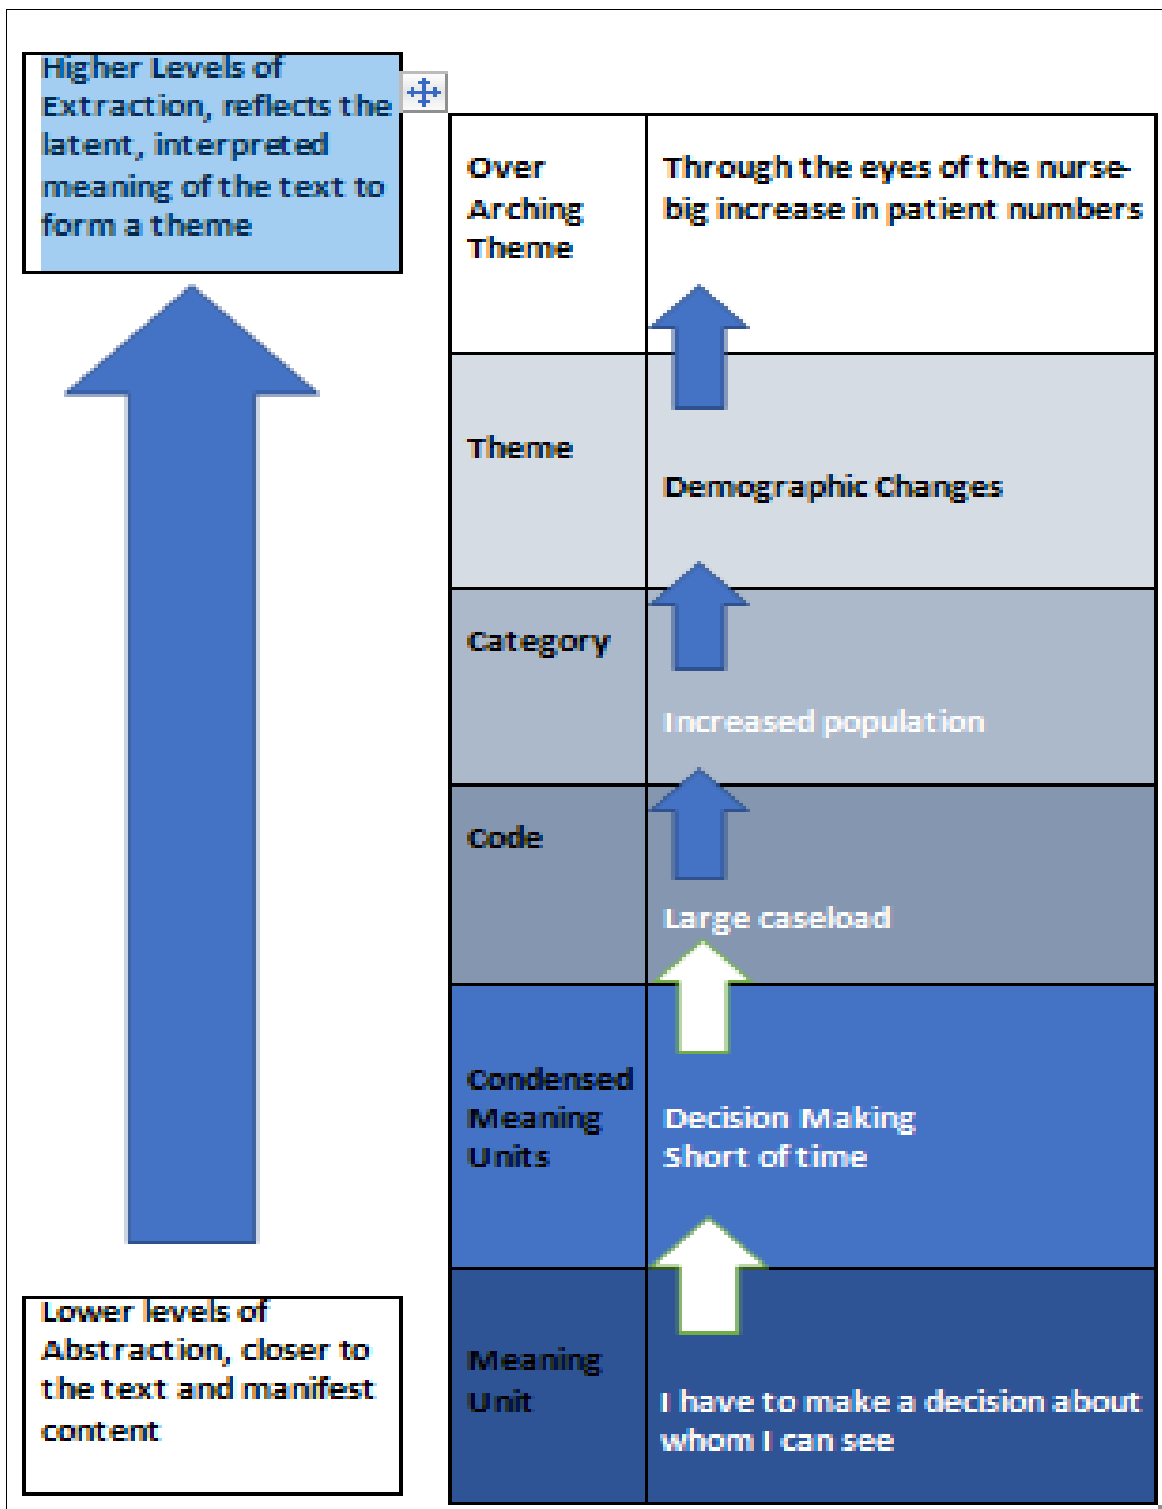 Higher Levels of
Extraction, reflects the
latent, interpreted
meaning of the text to
form a theme
Over
Arching
Theme
Through the eyes of the nurse-
big increase in patient numbers
Theme
Demographic Changes
Category
Increased population
Code
Large caseload
Condensed
Meaning
Units
Decision Making
Short of time
Lower levels of
Abstraction, closer to
the text and manifest
content
Meaning
Unit
I have to make a decision about
whom I can see